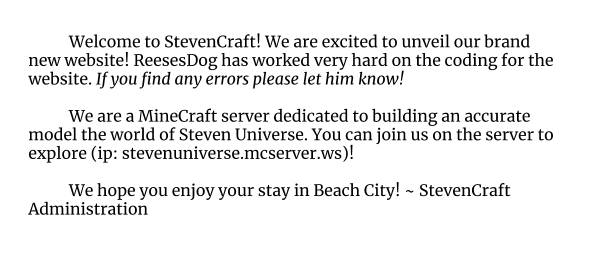 Welcome to StevenCraft! We are excited to unveil our brand
new website! ReesesDog has worked very hard on the coding for the
website. If you find any errors please let him know!
We are a MineCraft server dedicated to building an accurate
model the world of Steven Universe. You can join us on the server to
explore (ip: stevenuniverse.mcserver.ws)!
We hope you enjoy your stay in Beach City! ~ StevenCraft
Administration